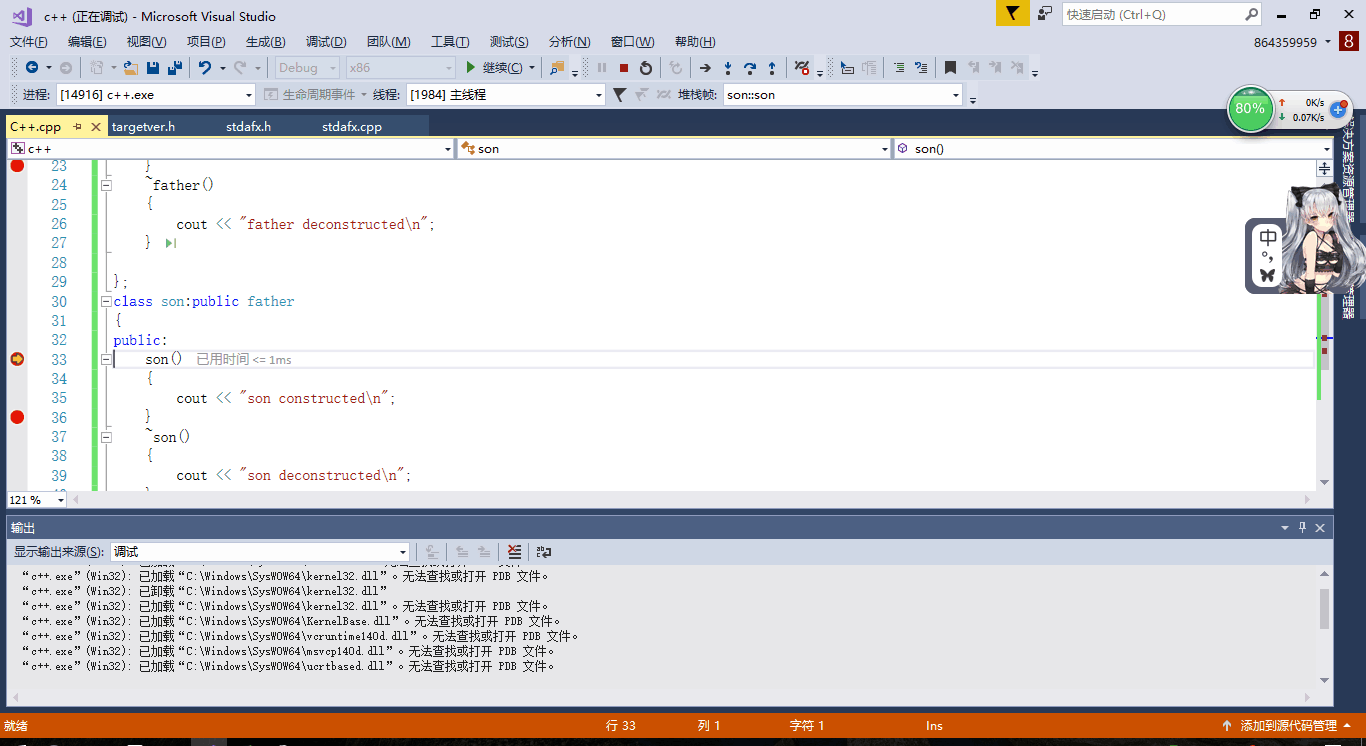 c++ (正在调试) - Microsoft Visual Studio
快速启动 (Ctrl+Q)
文件(F) 编辑(E) 视图(V) 项目(P) 生成(B) 调试(D) 团队(M) 工具(T) 测试(S) 分析(N) 窗口(W) 帮助(H)
864359959 8
Debug x86 继续(C)
进程: [14916] c++.exe 生命周期事件 线程: [1984] 主线程 堆栈帧: son::son
80% 0K/s
0.07K/s
C++.cpp targetver.h stdafx.h stdafx.cpp
c++ son son()
23 }
24 ~father()
25 {
26 cout << "father deconstructed\n";
27 }
28
29 };
30 class son:public father
31 {
32 public:
33 son() 已用时间 <= 1ms
34 {
35 cout << "son constructed\n";
36 }
37 ~son()
38 {
39 cout << "son deconstructed\n";
解决方案资源管理器
中
°,
121 %
输出
显示输出来源(S): 调试
“c++.exe”(Win32): 已加载“C:\Windows\SysWOW64\kernel32.dll”。无法查找或打开 PDB 文件。
“c++.exe”(Win32): 已卸载“C:\Windows\SysWOW64\kernel32.dll”
“c++.exe”(Win32): 已加载“C:\Windows\SysWOW64\kernel32.dll”。无法查找或打开 PDB 文件。
“c++.exe”(Win32): 已加载“C:\Windows\SysWOW64\KernelBase.dll”。无法查找或打开 PDB 文件。
“c++.exe”(Win32): 已加载“C:\Windows\SysWOW64\vcruntime140d.dll”。无法查找或打开 PDB 文件。
“c++.exe”(Win32): 已加载“C:\Windows\SysWOW64\msvcp140d.dll”。无法查找或打开 PDB 文件。
“c++.exe”(Win32): 已加载“C:\Windows\SysWOW64\ucrtbased.dll”。无法查找或打开 PDB 文件。
就绪 行 33 列 1 字符 1 Ins 添加到源代码管理